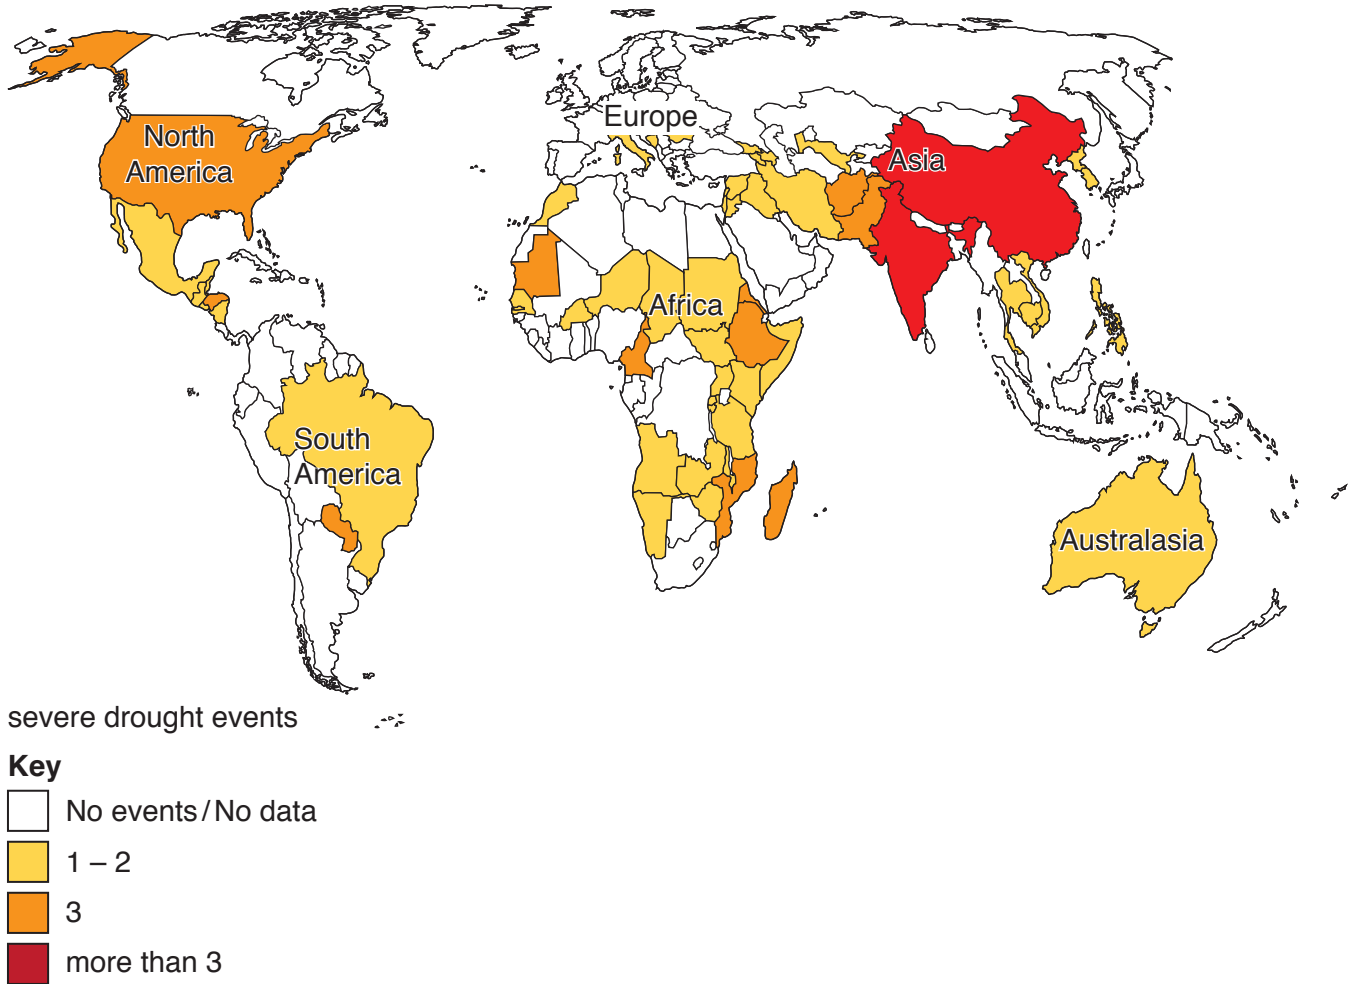 Europe
North
America
Asia
Africa
South
America
Australasia
severe drought events
Key
No events / No data
1 – 2
3
more than 3